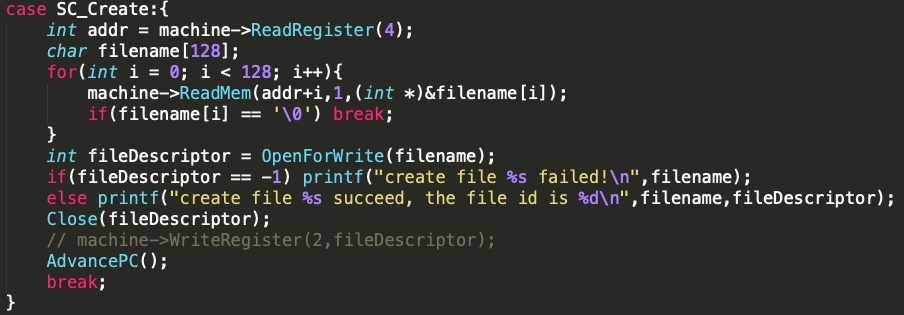 case SC_Create:{
    int addr = machine->ReadRegister(4);
    char filename[128];
    for(int i = 0; i < 128; i++){
        machine->ReadMem(addr+i,1,(int *)&filename[i]);
        if(filename[i] == '\0') break;
    }
    int fileDescriptor = OpenForWrite(filename);
    if(fileDescriptor == -1) printf("create file %s failed!\n",filename);
    else printf("create file %s succeed, the file id is %d\n",filename,fileDescriptor);
    Close(fileDescriptor);
    // machine->WriteRegister(2,fileDescriptor);
    AdvancePC();
    break;
}